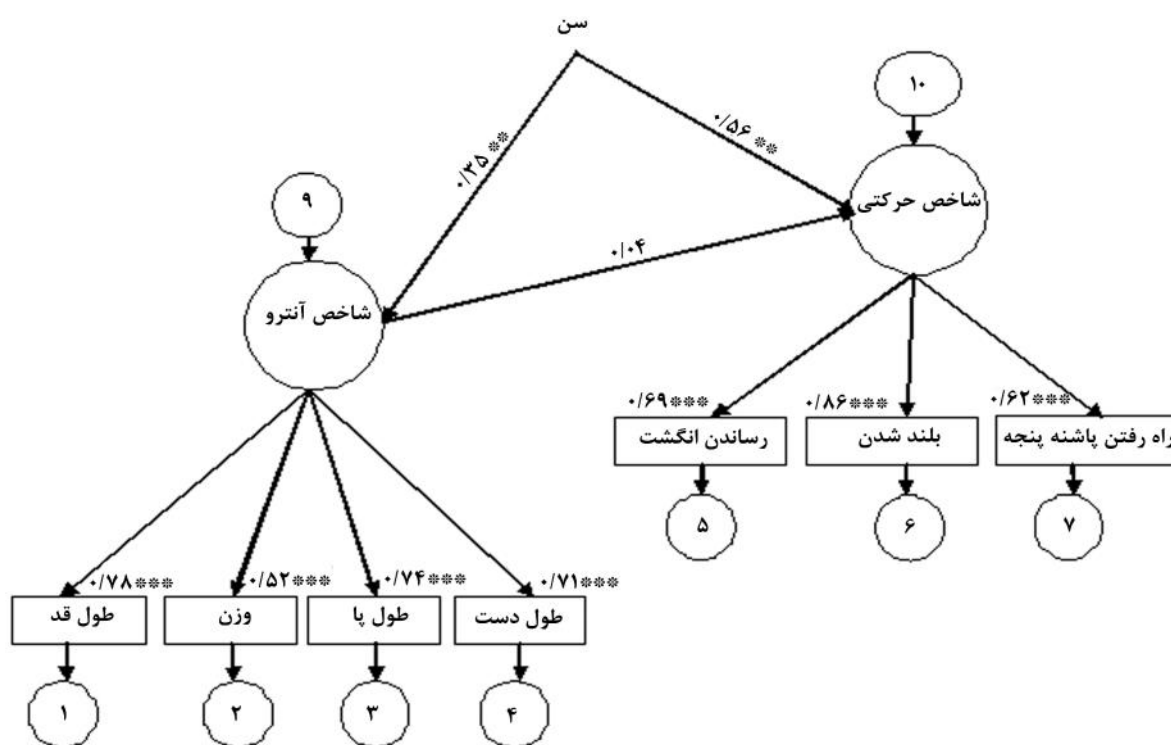 سن
۱۰
۰/۵۶ **
۰/۳۵ **
شاخص حرکتی
۹
۰/۰۴
شاخص آنترو
۰/۶۹***
۰/۸۶***
۰/۶۲***
رساندن انگشت
بلند شدن
راه رفتن پاشنه پنجه
۵
۶
۷
۰/۷۸***
۰/۵۲***
۰/۷۴***
۰/۷۱***
طول قد
وزن
طول پا
طول دست
۱
۲
۳
۴